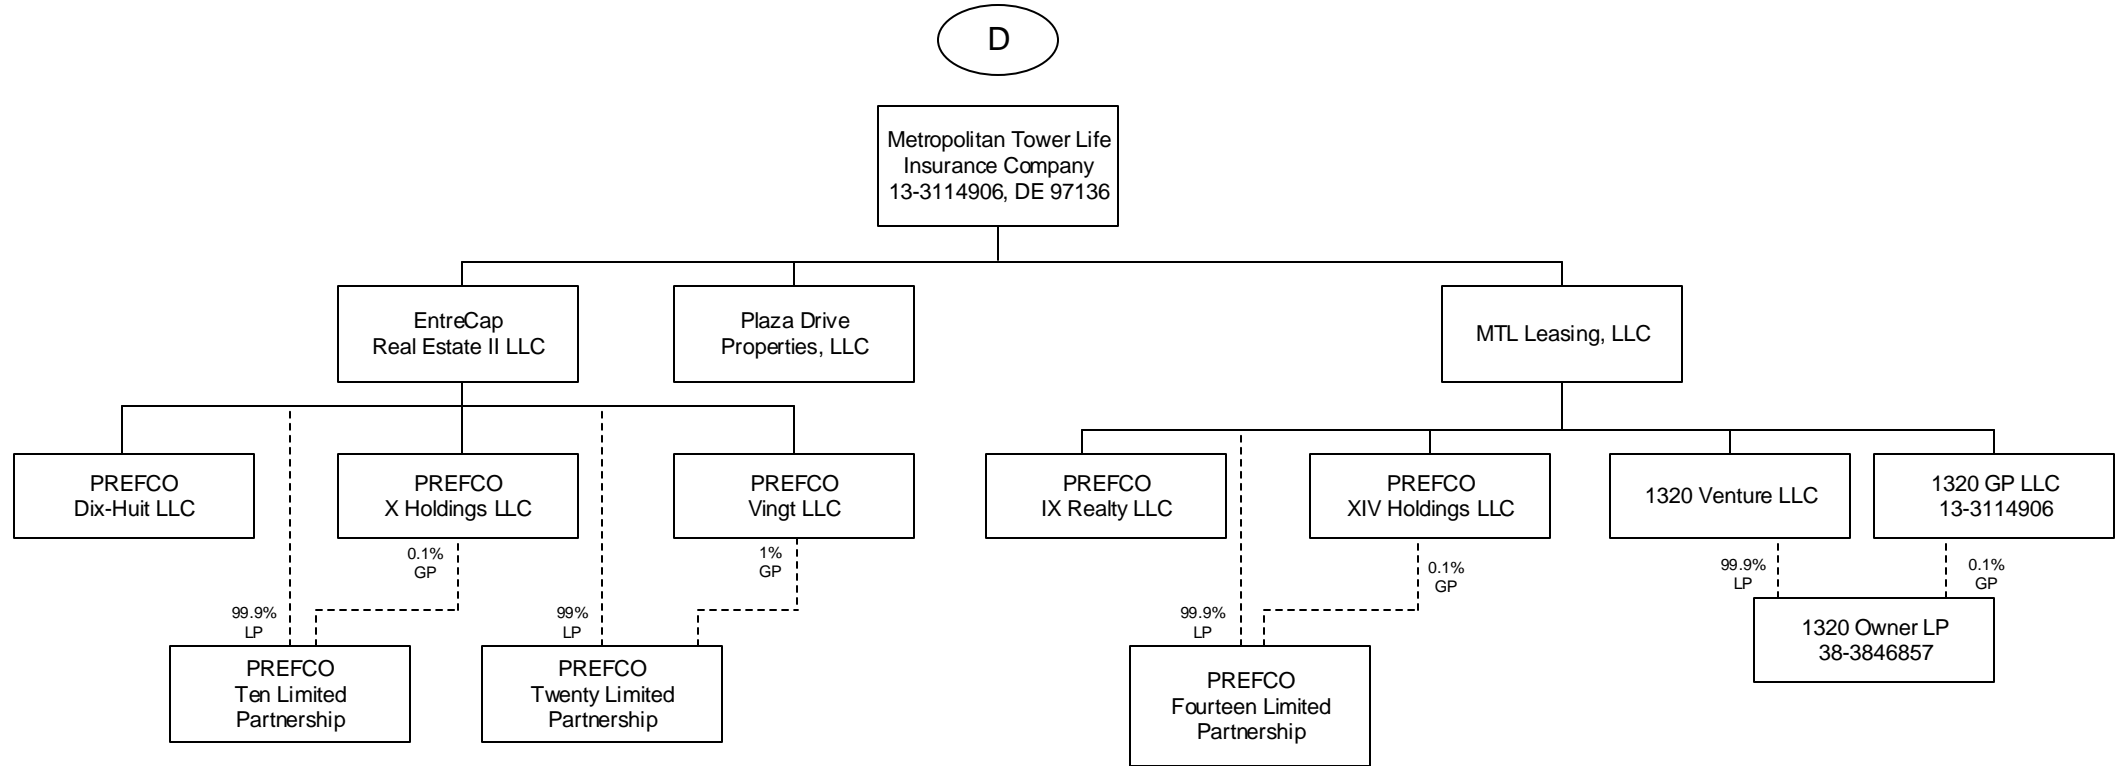 D
Metropolitan Tower Life
Insurance Company
13-3114906, DE 97136
EntreCap
Real Estate II LLC
Plaza Drive
Properties, LLC
MTL Leasing, LLC
PREFCO
Dix-Huit LLC
PREFCO
X Holdings LLC
PREFCO
Vingt LLC
PREFCO
IX Realty LLC
PREFCO
XIV Holdings LLC
1320 Venture LLC
1320 GP LLC
13-3114906
0.1%
GP
1%
GP
0.1%
GP
99.9%
LP
0.1%
GP
99.9%
LP
99%
LP
99.9%
LP
1320 Owner LP
38-3846857
PREFCO
Ten Limited
Partnership
PREFCO
Twenty Limited
Partnership
PREFCO
Fourteen Limited
Partnership